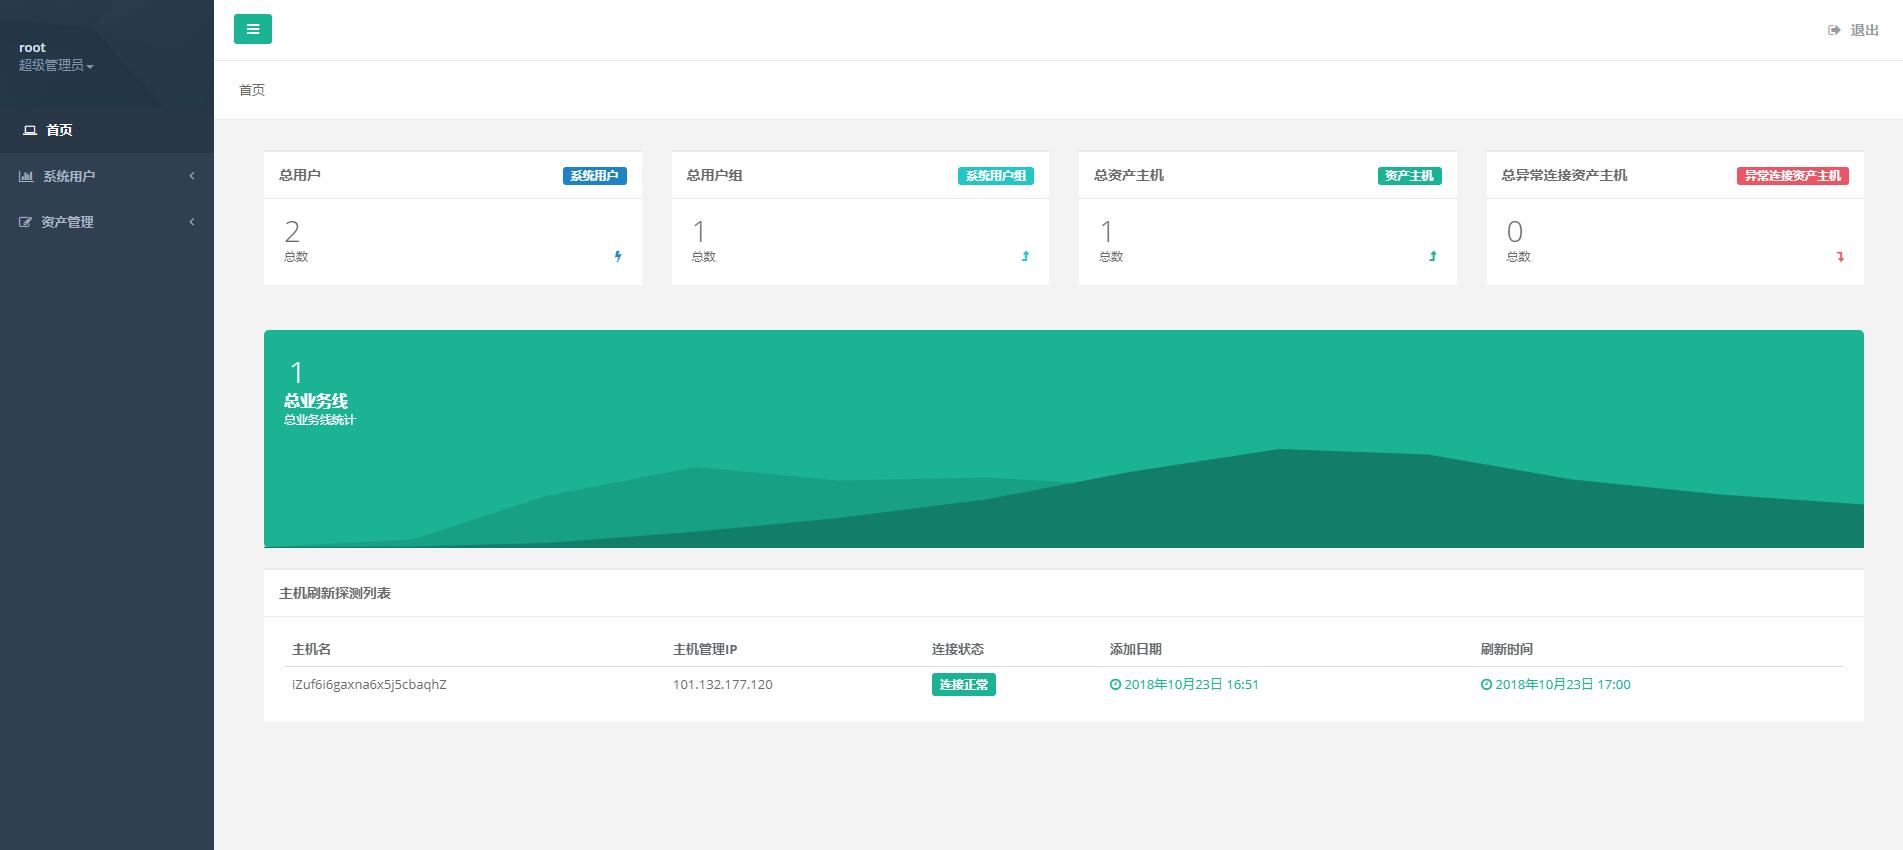 root
超级管理员
首页
系统用户
资产管理
退出
首页
总用户 系统用户
2
总数
总用户组 系统用户组
1
总数
总资产主机 资产主机
1
总数
总异常连接资产主机 异常连接资产主机
0
总数
1
总业务线
总业务线统计
主机刷新探测列表
主机名 主机管理IP 连接状态 添加日期 刷新时间
iZuf6i6gaxna6x5j5cbaqhZ 101.132.177.120 连接正常 2018年10月23日 16:51 2018年10月23日 17:00